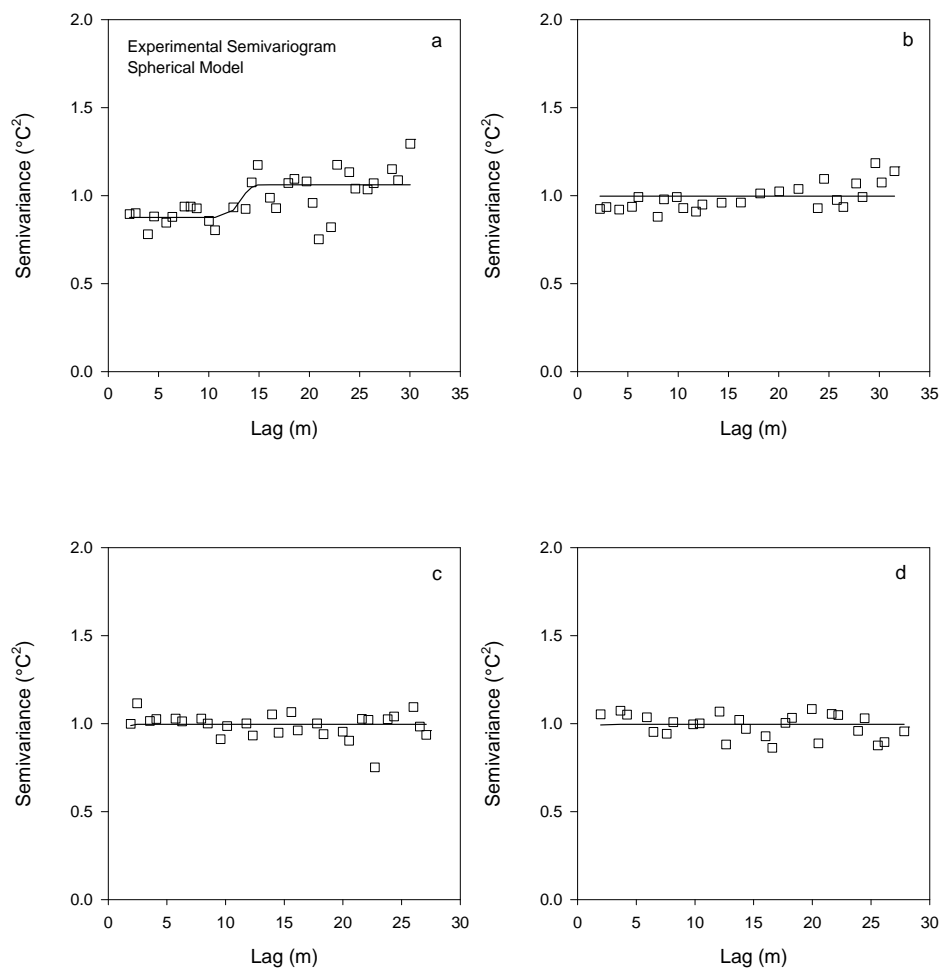 2.0
Experimental Semivariogram
Spherical Model
a
1.5
1.0
0.5
0.0
Semivariance (°C²)
0 5 10 15 20 25 30 35
Lag (m)
2.0
b
1.5
1.0
0.5
0.0
Semivariance (°C²)
0 5 10 15 20 25 30 35
Lag (m)
2.0
c
1.5
1.0
0.5
0.0
Semivariance (°C²)
0 5 10 15 20 25 30
Lag (m)
2.0
d
1.5
1.0
0.5
0.0
Semivariance (°C²)
0 5 10 15 20 25 30
Lag (m)